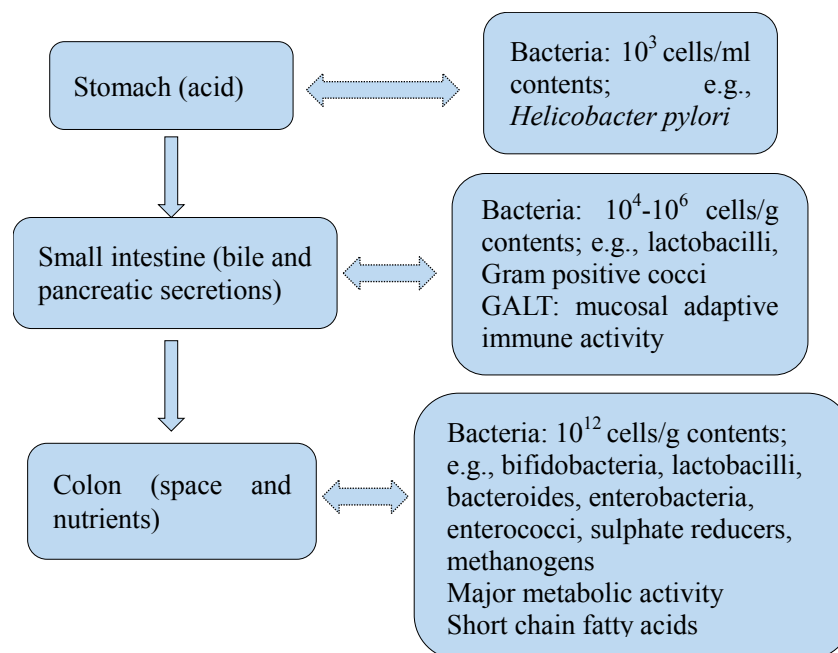 Stomach (acid)
Bacteria: 10³ cells/ml
contents; e.g.,
Helicobacter pylori
Small intestine (bile and
pancreatic secretions)
Bacteria: 10⁴-10⁶ cells/g
contents; e.g., lactobacilli,
Gram positive cocci
GALT: mucosal adaptive
immune activity
Colon (space and
nutrients)
Bacteria: 10¹² cells/g contents;
e.g., bifidobacteria, lactobacilli,
bacteroides, enterobacteria,
enterococci, sulphate reducers,
methanogens
Major metabolic activity
Short chain fatty acids